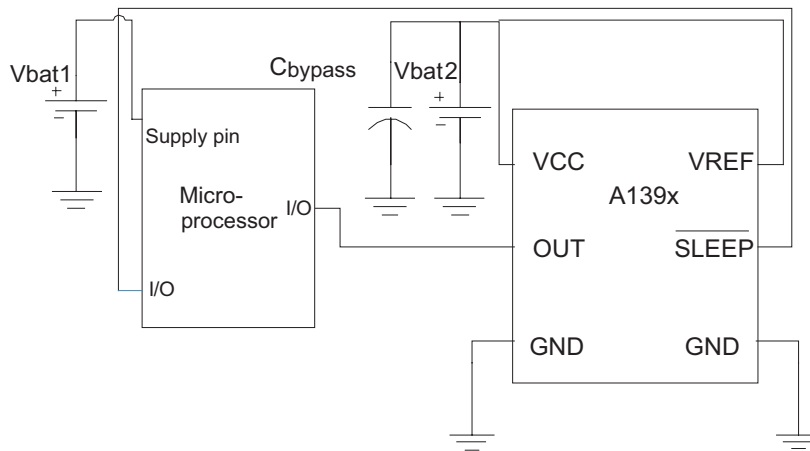 Vbat1
+
–
Cbypass
Vbat2
+
–
Supply pin
Micro-
processor
I/O
I/O
VCC
VREF
A139x
OUT
SLEEP
GND
GND